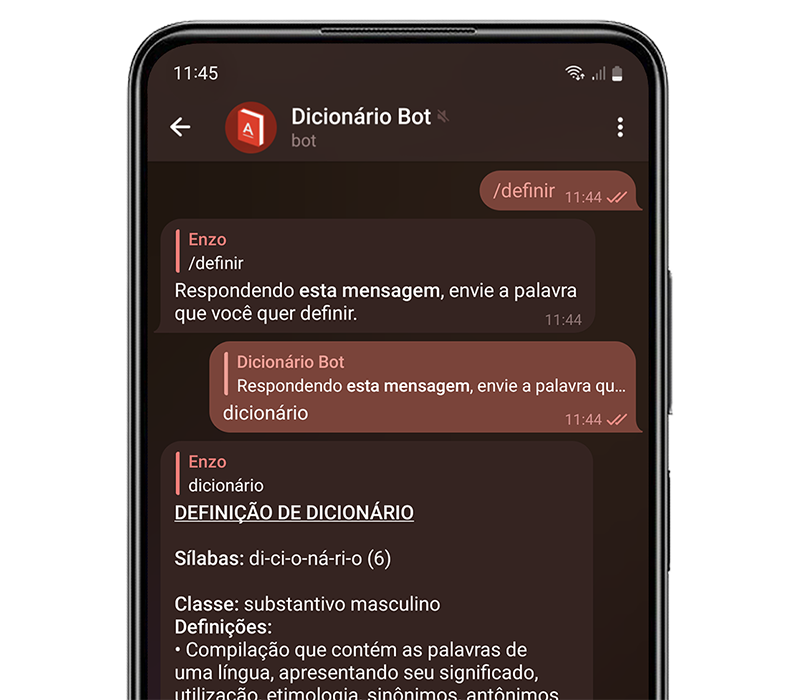 11:45
Dicionário Bot
bot
/definir 11:44
Enzo
/definir
Respondendo esta mensagem, envie a palavra
que você quer definir.
11:44
Dicionário Bot
Respondendo esta mensagem, envie a palavra qu...
dicionário
11:44
Enzo
dicionário
DEFINIÇÃO DE DICIONÁRIO
Sílabas: di-ci-o-ná-ri-o (6)
Classe: substantivo masculino
Definições:
• Compilação que contém as palavras de
uma língua, apresentando seu significado,
utilização, etimologia, sinônimos, antônimos